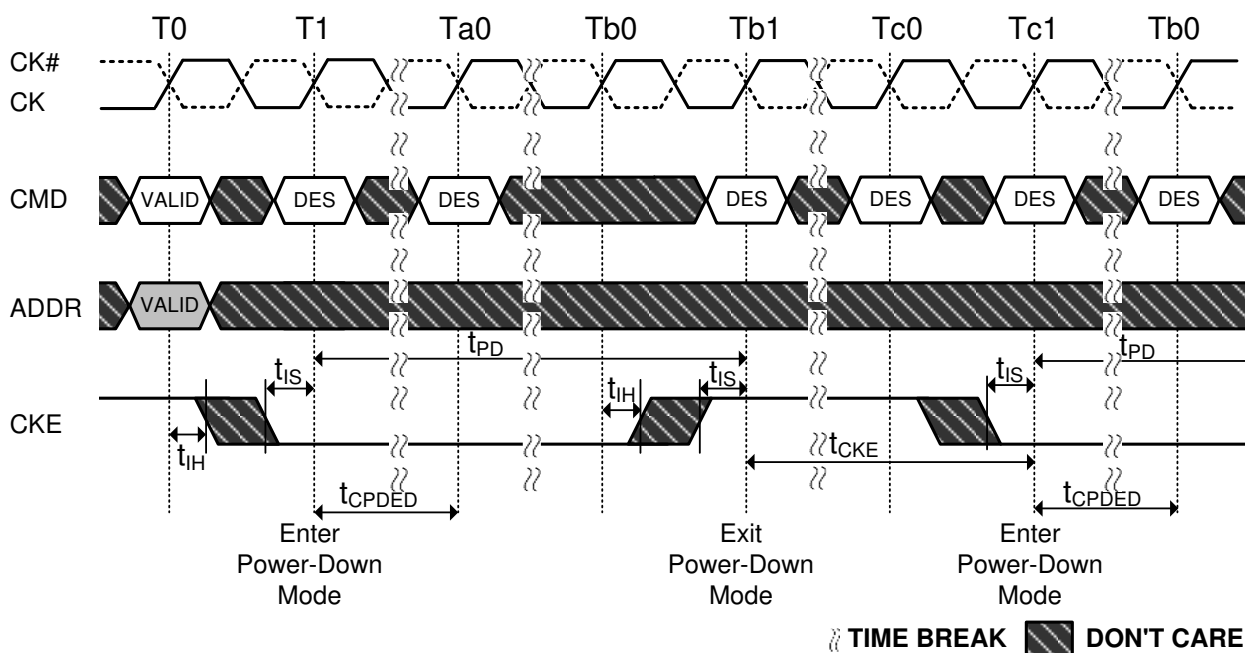 T0 T1 Ta0 Tb0 Tb1 Tc0 Tc1 Tb0
CK#
CK
CMD VALID DES DES DES DES DES DES
ADDR VALID
tPD tPD
tIS tIH tIS tIS
CKE
tIH tCKE
tCPDED tCPDED
Enter Power-Down Mode
Exit Power-Down Mode
Enter Power-Down Mode
TIME BREAK DON'T CARE